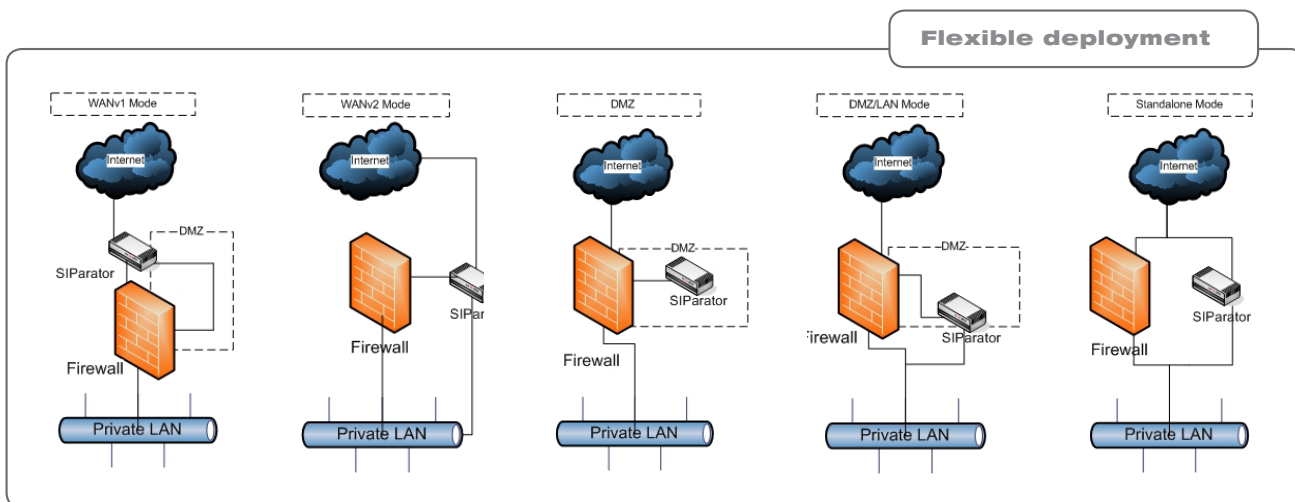 Flexible deployment
WANv1 Mode
Internet
DMZ
SIParator
Firewall
Private LAN
WANv2 Mode
Internet
SIPar
Firewall
Private LAN
DMZ
Internet
DMZ
SIParator
Firewall
Private LAN
DMZ/LAN Mode
Internet
DMZ
SIParator
Firewall
Private LAN
Standalone Mode
Internet
SIParator
Firewall
Private LAN